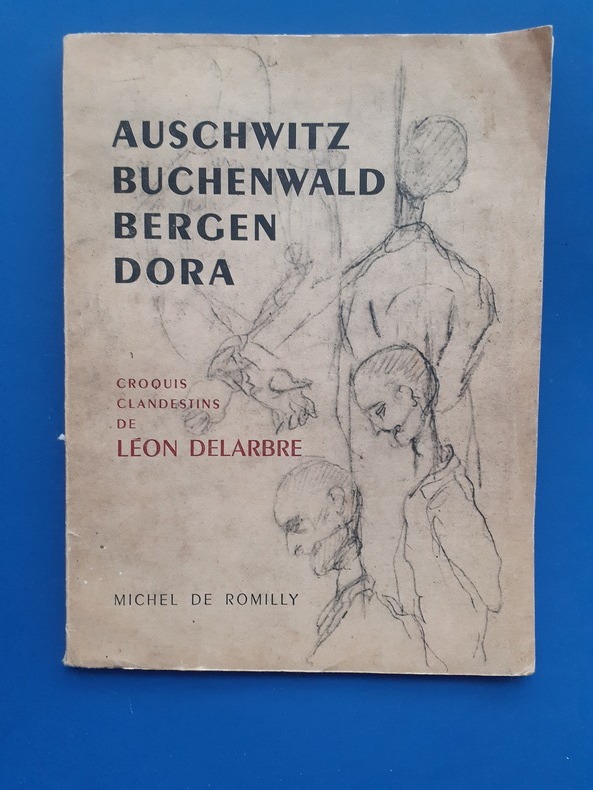 AUSCHWITZ
BUCHENWALD
BERGEN
DORA
CROQUIS
CLANDESTINS
DE
LÉON DELARBRE
MICHEL DE ROMILLY